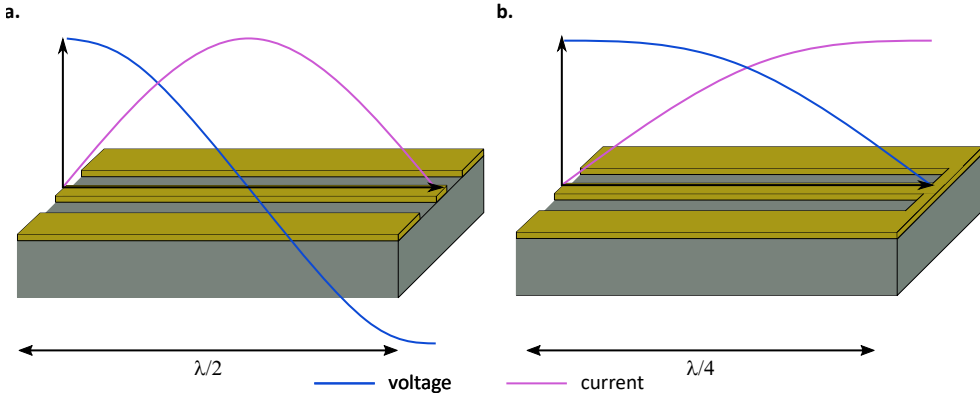 a.
b.
λ/2
λ/4
voltage
current